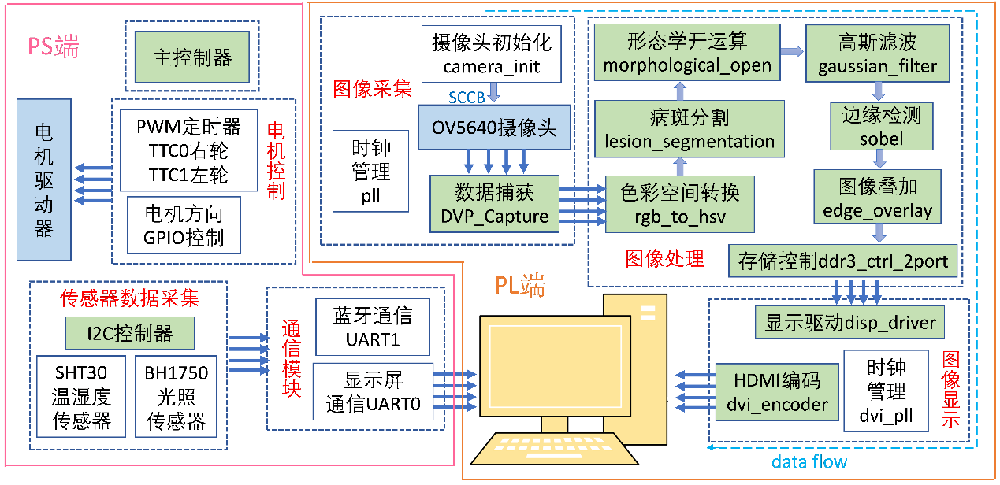 PS端
主控制器
电机驱动器
PWM定时器
TTC0右轮
TTC1左轮
电机方向
GPIO控制
电机控制
传感器数据采集
I2C控制器
SHT30
温湿度
传感器
BH1750
光照
传感器
通信模块
蓝牙通信
UART1
显示屏
通信UART0
图像采集
摄像头初始化
camera_init
SCCB
OV5640摄像头
时钟
管理
pll
数据捕获
DVP_Capture
形态学开运算
morphological_open
高斯滤波
gaussian_filter
病斑分割
lesion_segmentation
边缘检测
sobel
色彩空间转换
rgb_to_hsv
图像叠加
edge_overlay
图像处理
存储控制ddr3_ctrl_2port
PL端
显示驱动disp_driver
HDMI编码
dvi_encoder
时钟
管理
dvi_pll
图像显示
data flow